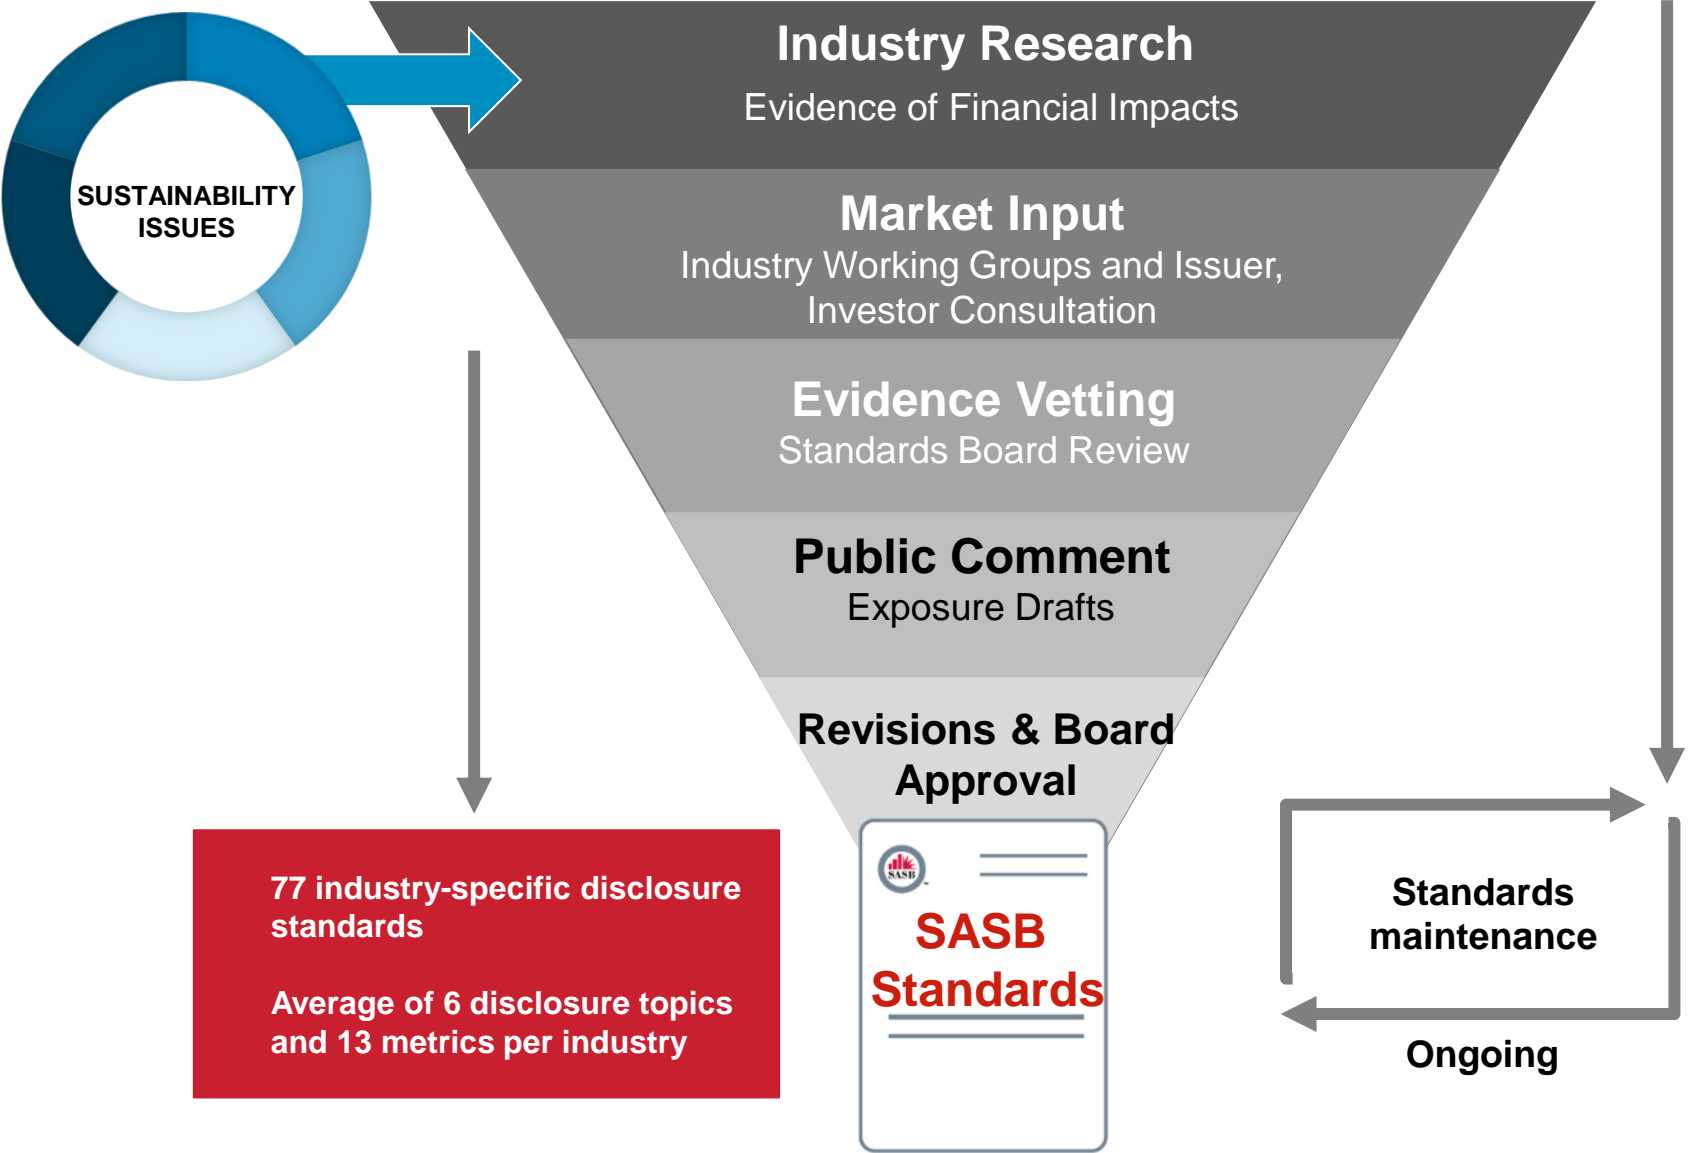 Industry Research
Evidence of Financial Impacts
SUSTAINABILITY
ISSUES
Market Input
Industry Working Groups and Issuer,
Investor Consultation
Evidence Vetting
Standards Board Review
Public Comment
Exposure Drafts
Revisions & Board
Approval
77 industry-specific disclosure
standards
Average of 6 disclosure topics
and 13 metrics per industry
SASB
SASB
Standards
Standards
maintenance
Ongoing